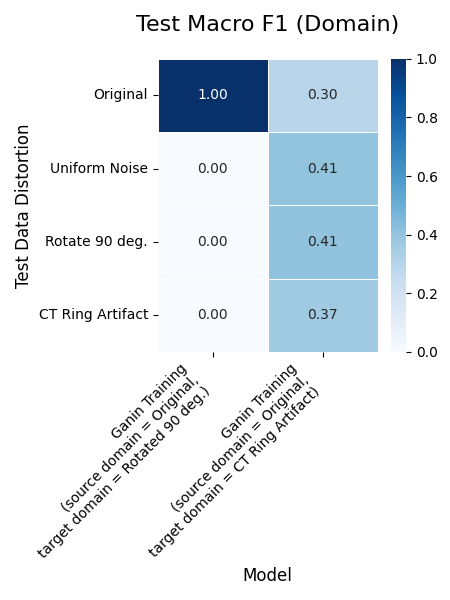 Test Macro F1 (Domain)
Test Data Distortion
Original
1.00
0.30
Uniform Noise
0.00
0.41
Rotate 90 deg.
0.00
0.41
CT Ring Artifact
0.00
0.37
1.0
0.8
0.6
0.4
0.2
0.0
Ganin Training
(source domain = Original,
target domain = Rotated 90 deg.)
Ganin Training
(source domain = Original,
target domain = CT Ring Artifact)
Model